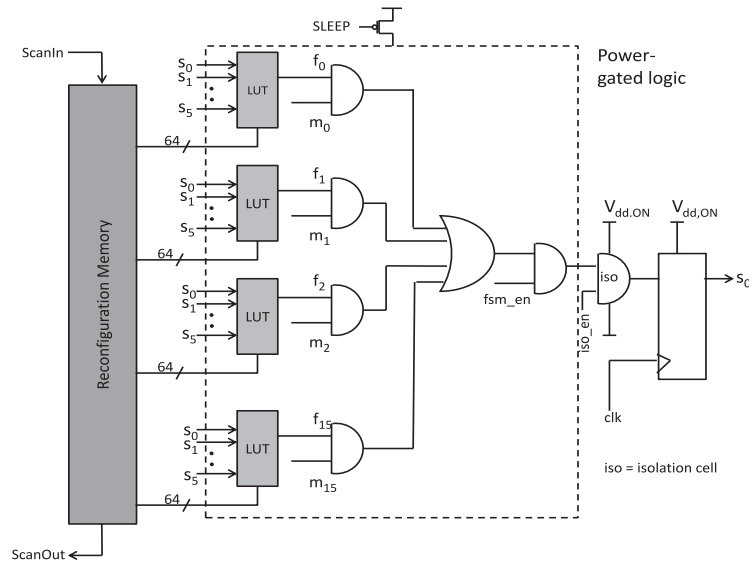 SLEEP
Power-
gated logic
ScanIn
Reconfiguration Memory
ScanOut
s0
s1
s5
64
LUT
f0
m0
s0
s1
s5
64
LUT
f1
m1
s0
s1
s5
64
LUT
f2
m2
s0
s1
s5
64
LUT
f15
m15
fsm_en
iso_en
iso
Vdd.ON
Vdd,ON
s0
clk
iso = isolation cell